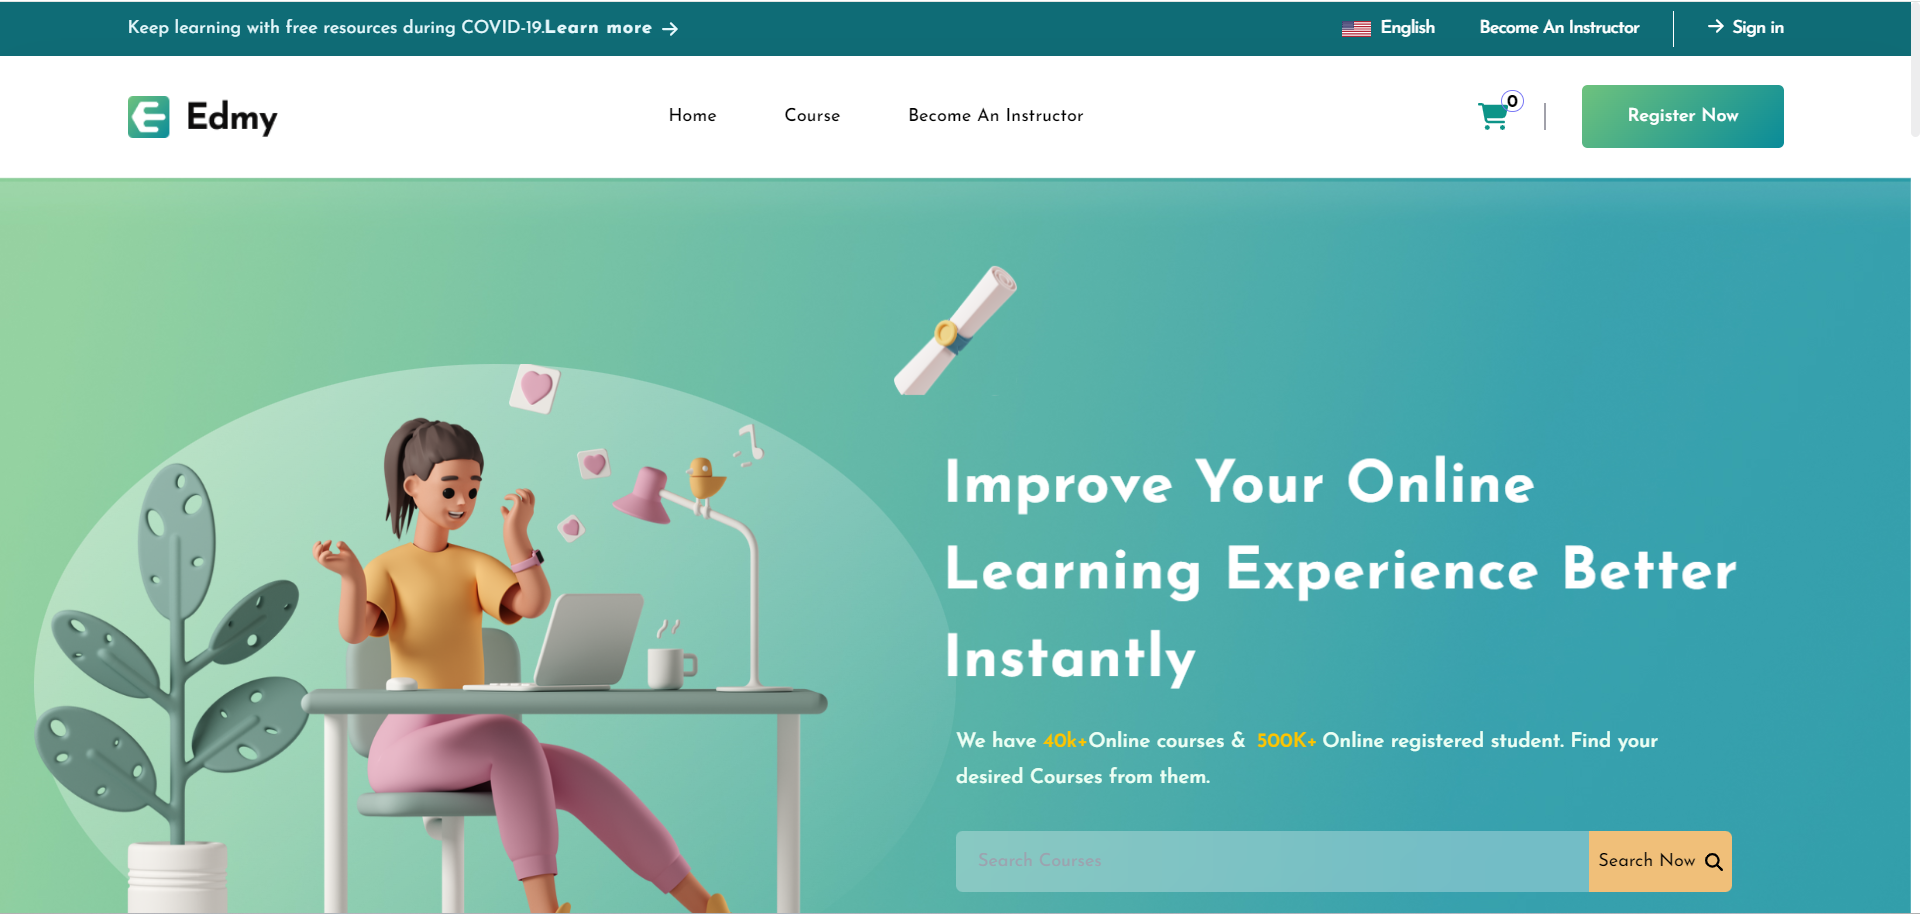 Keep learning with free resources during COVID-19.Learn more
English
Become An Instructor
Sign in
Edmy
Home
Course
Become An Instructor
0
Register Now
Improve Your Online
Learning Experience Better
Instantly
We have 40k+Online courses & 500K+ Online registered student. Find your
desired Courses from them.
Search Courses
Search Now